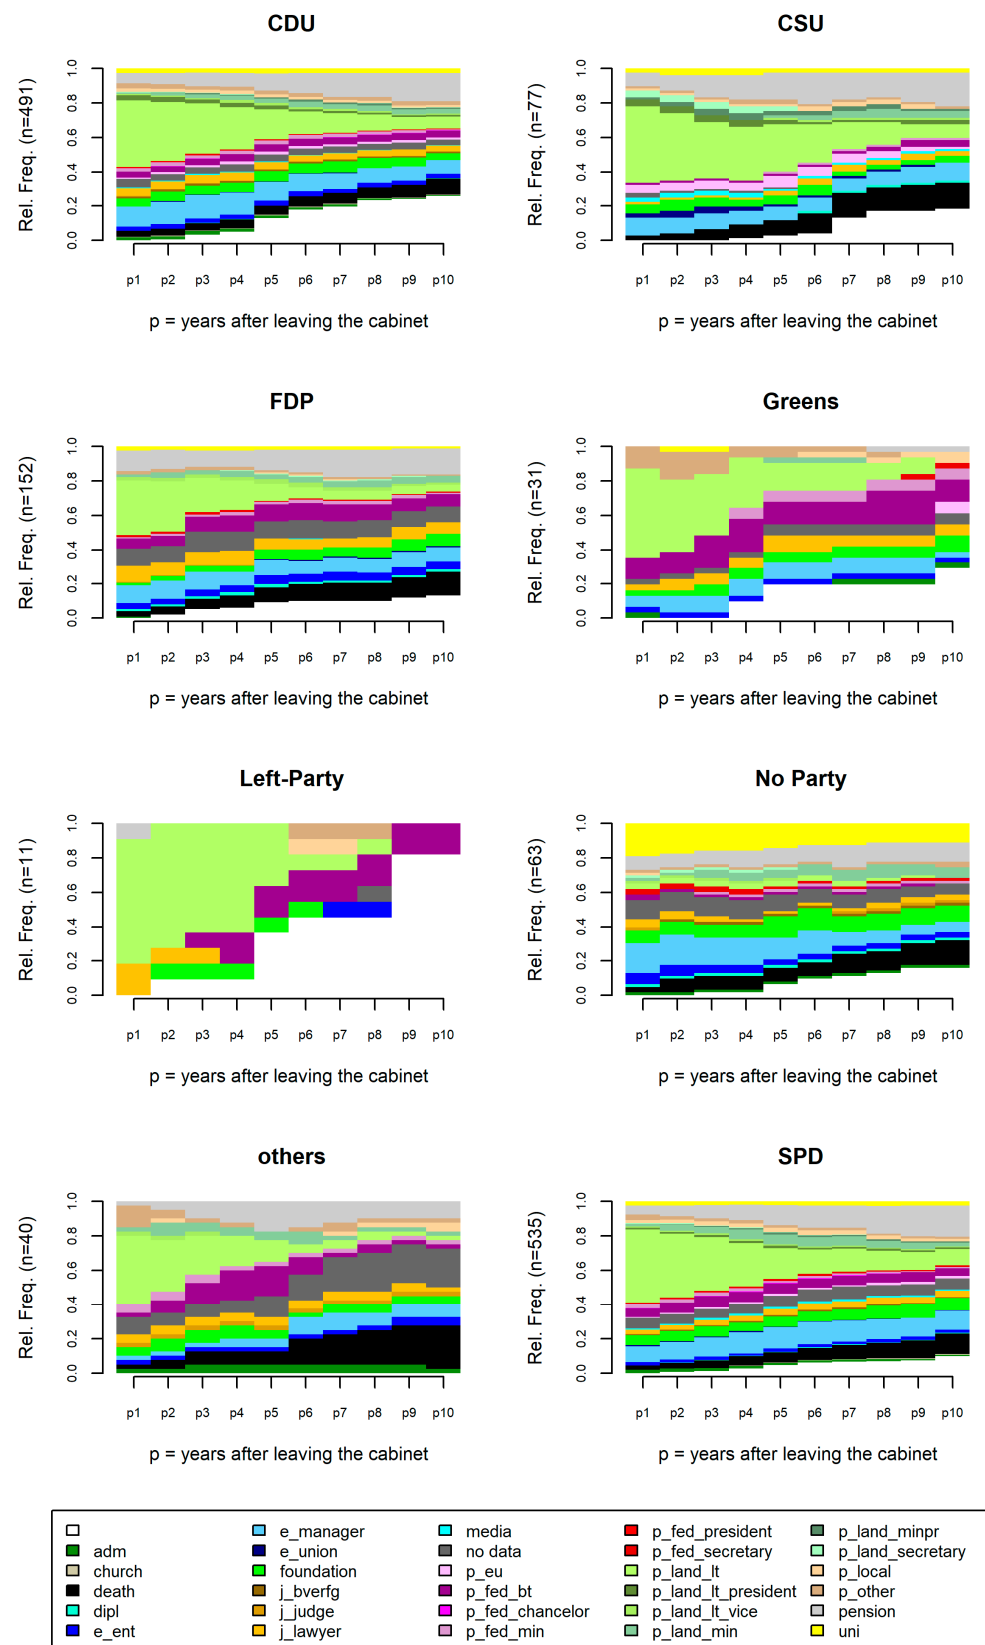 CDU
CSU
Rel. Freq. (n=491)
0.0 0.2 0.4 0.6 0.8 1.0
p1 p2 p3 p4 p5 p6 p7 p8 p9 p10
p = years after leaving the cabinet
Rel. Freq. (n=77)
0.0 0.2 0.4 0.6 0.8 1.0
p1 p2 p3 p4 p5 p6 p7 p8 p9 p10
p = years after leaving the cabinet
FDP
Greens
Rel. Freq. (n=152)
0.0 0.2 0.4 0.6 0.8 1.0
p1 p2 p3 p4 p5 p6 p7 p8 p9 p10
p = years after leaving the cabinet
Rel. Freq. (n=31)
0.0 0.2 0.4 0.6 0.8 1.0
p1 p2 p3 p4 p5 p6 p7 p8 p9 p10
p = years after leaving the cabinet
Left-Party
No Party
Rel. Freq. (n=11)
0.0 0.2 0.4 0.6 0.8 1.0
p1 p2 p3 p4 p5 p6 p7 p8 p9 p10
p = years after leaving the cabinet
Rel. Freq. (n=63)
0.0 0.2 0.4 0.6 0.8 1.0
p1 p2 p3 p4 p5 p6 p7 p8 p9 p10
p = years after leaving the cabinet
others
SPD
Rel. Freq. (n=40)
0.0 0.2 0.4 0.6 0.8 1.0
p1 p2 p3 p4 p5 p6 p7 p8 p9 p10
p = years after leaving the cabinet
Rel. Freq. (n=535)
0.0 0.2 0.4 0.6 0.8 1.0
p1 p2 p3 p4 p5 p6 p7 p8 p9 p10
p = years after leaving the cabinet
adm
church
death
dipl
e_ent
e_manager
e_union
foundation
j_bverfg
j_judge
j_lawyer
media
no data
p_eu
p_fed_bt
p_fed_chancelor
p_fed_min
p_fed_president
p_fed_secretary
p_land_lt
p_land_lt_president
p_land_lt_vice
p_land_min
p_land_minpr
p_land_secretary
p_local
p_other
pension
uni